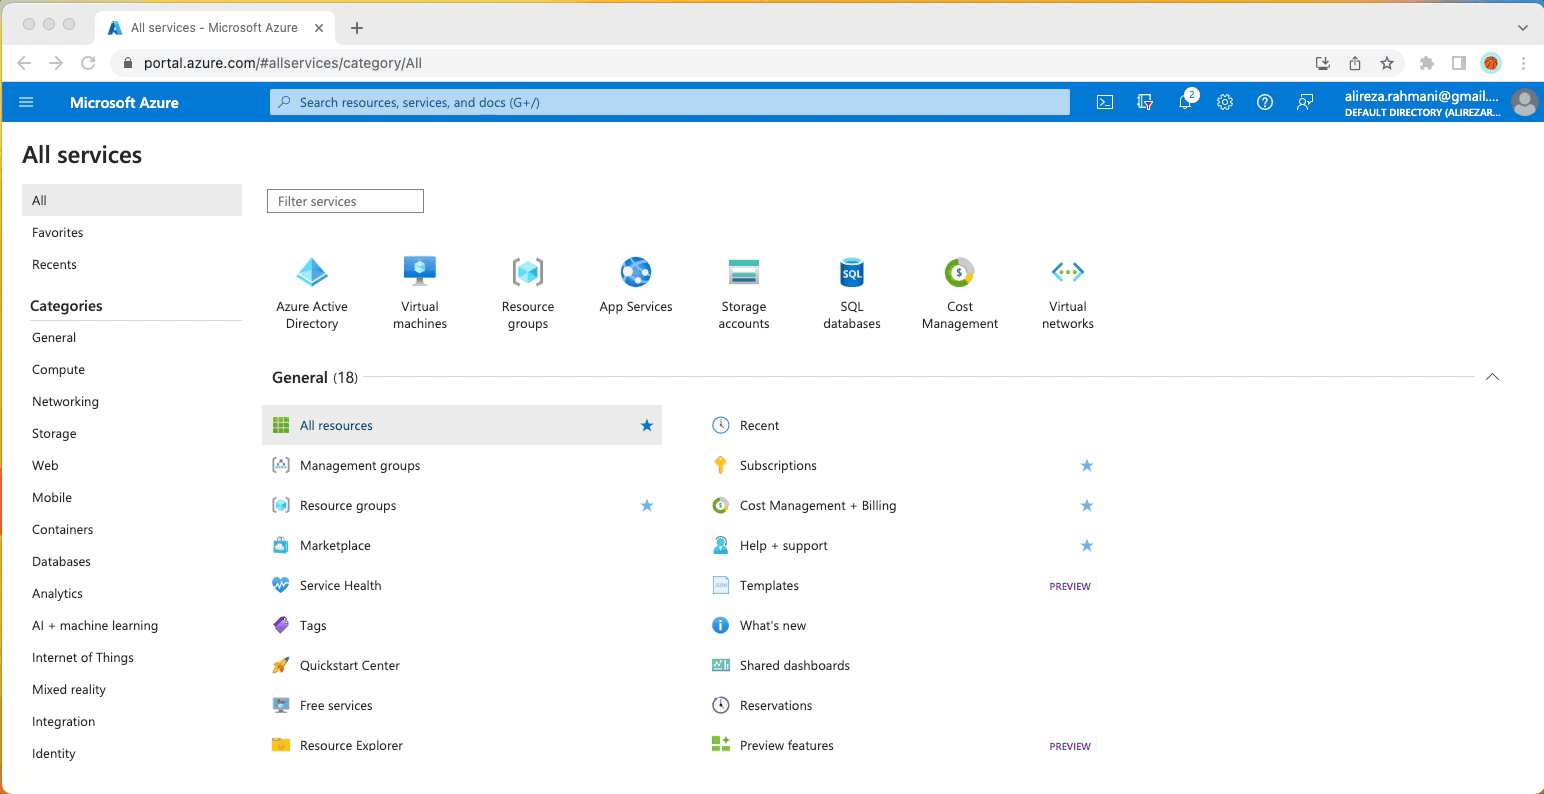 All services - Microsoft Azure
portal.azure.com/#allservices/category/All
Microsoft Azure
Search resources, services, and docs (G+/)
2
alireza.rahmani@gmail....
DEFAULT DIRECTORY (ALIREZAR...
All services
All
Favorites
Recents
Categories
General
Compute
Networking
Storage
Web
Mobile
Containers
Databases
Analytics
AI + machine learning
Internet of Things
Mixed reality
Integration
Identity
Filter services
Azure Active
Directory
Virtual
machines
Resource
groups
App Services
Storage
accounts
SQL
SQL
databases
Cost
Management
Virtual
networks
General (18)
All resources
Recent
Management groups
Subscriptions
Resource groups
Cost Management + Billing
Marketplace
Help + support
Service Health
Templates
PREVIEW
Tags
What's new
Quickstart Center
Shared dashboards
Free services
Reservations
Resource Explorer
Preview features
PREVIEW